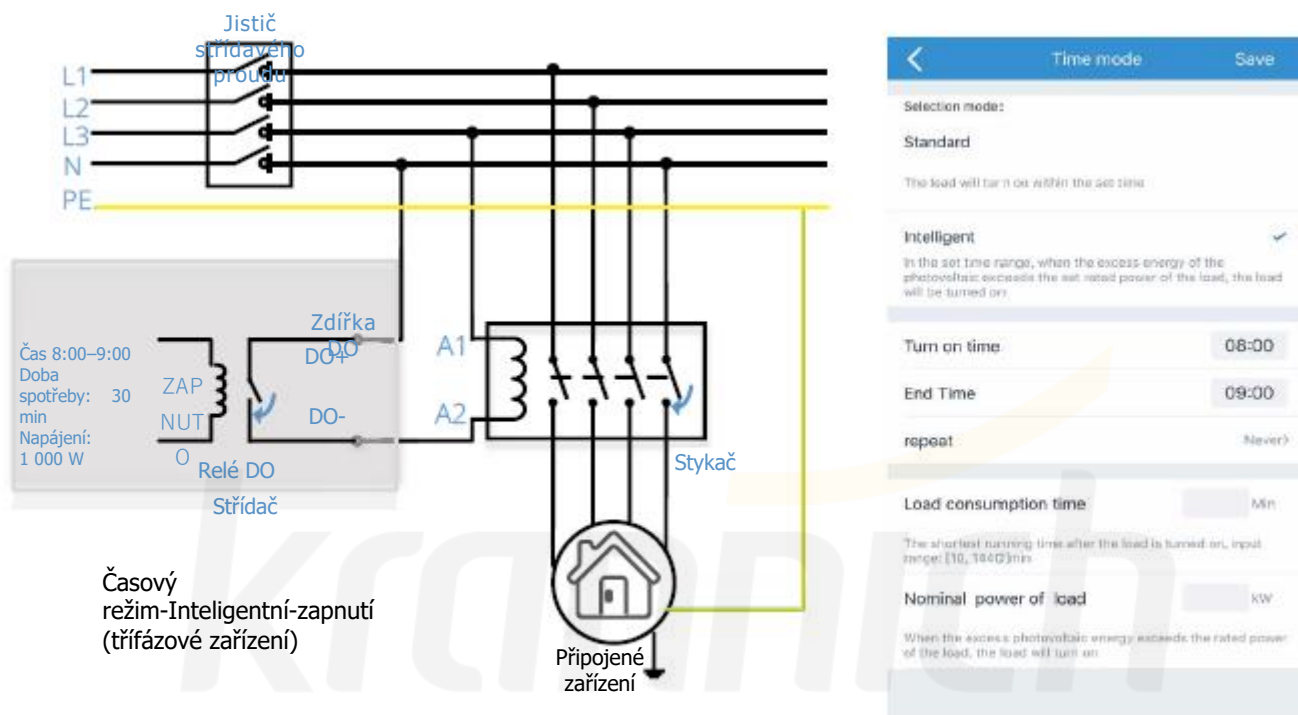 Jistič
střídavého
proudu
L1
L2
L3
N
PE
Čas 8:00–9:00
Doba
spotřeby: 30
min
Napájení:
1 000 W
ZAP
NUT
O
Relé DO
Střídač
Zdířka
DO
DO+
DO-
A1
A2
Stykač
Připojené
zařízení
Časový
režim-Inteligentní-zapnutí
(třífázové zařízení)
kranich
Time mode
Save
Selection mode:
Standard
The load will turn on within the set time
Intelligent
In the set time range, when the excess energy of the
photovoltaic exceeds the set rated power of the load, the load
will be turned on
Turn on time
08:00
End Time
09:00
repeat
Never>
Load consumption time
Min
The shortest running time after the load is turned on, input
range: [10, 1440]min
Nominal power of load
kW
When the excess photovoltaic energy exceeds the rated power
of the load, the load will turn on